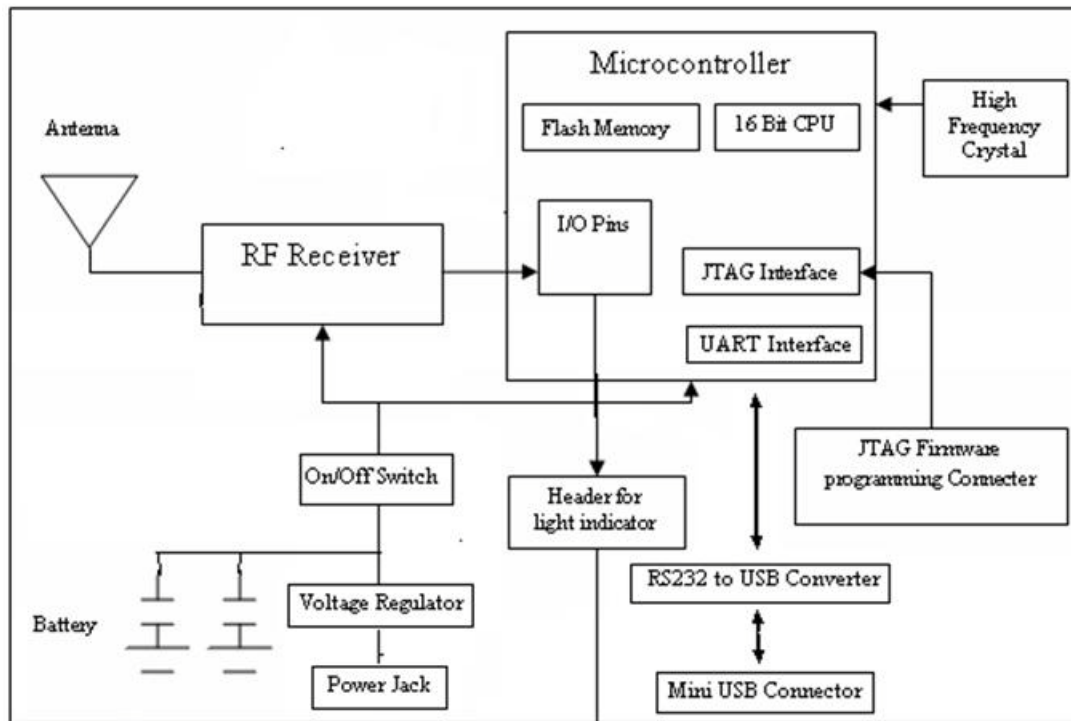 Microcontroller
Flash Memory
16 Bit CPU
High
Frequency
Crystal
Antenna
I/O Pins
RF Receiver
JTAG Interface
UART Interface
On/Off Switch
Header for
light indicator
JTAG Firmware
programming Connecter
RS232 to USB Converter
Voltage Regulator
Battery
Power Jack
Mini USB Connector